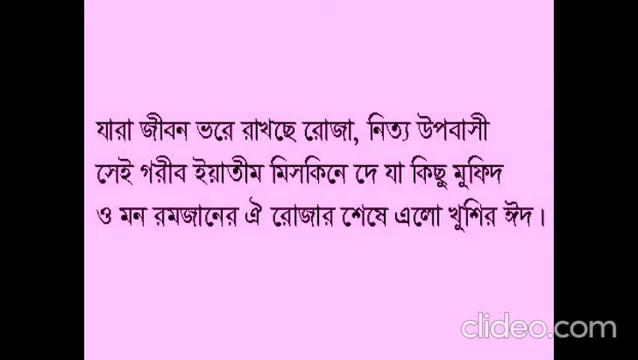 যারা জীবন ভরে রাখছে রোজা, নিত্য উপবাসী
সেই গরীব ইয়াতীম মিসকিনে দে যা কিছু মুফিদ
ও মন রমজানের ঐ রোজার শেষে এলো খুশির ঈদ।
clideo.com